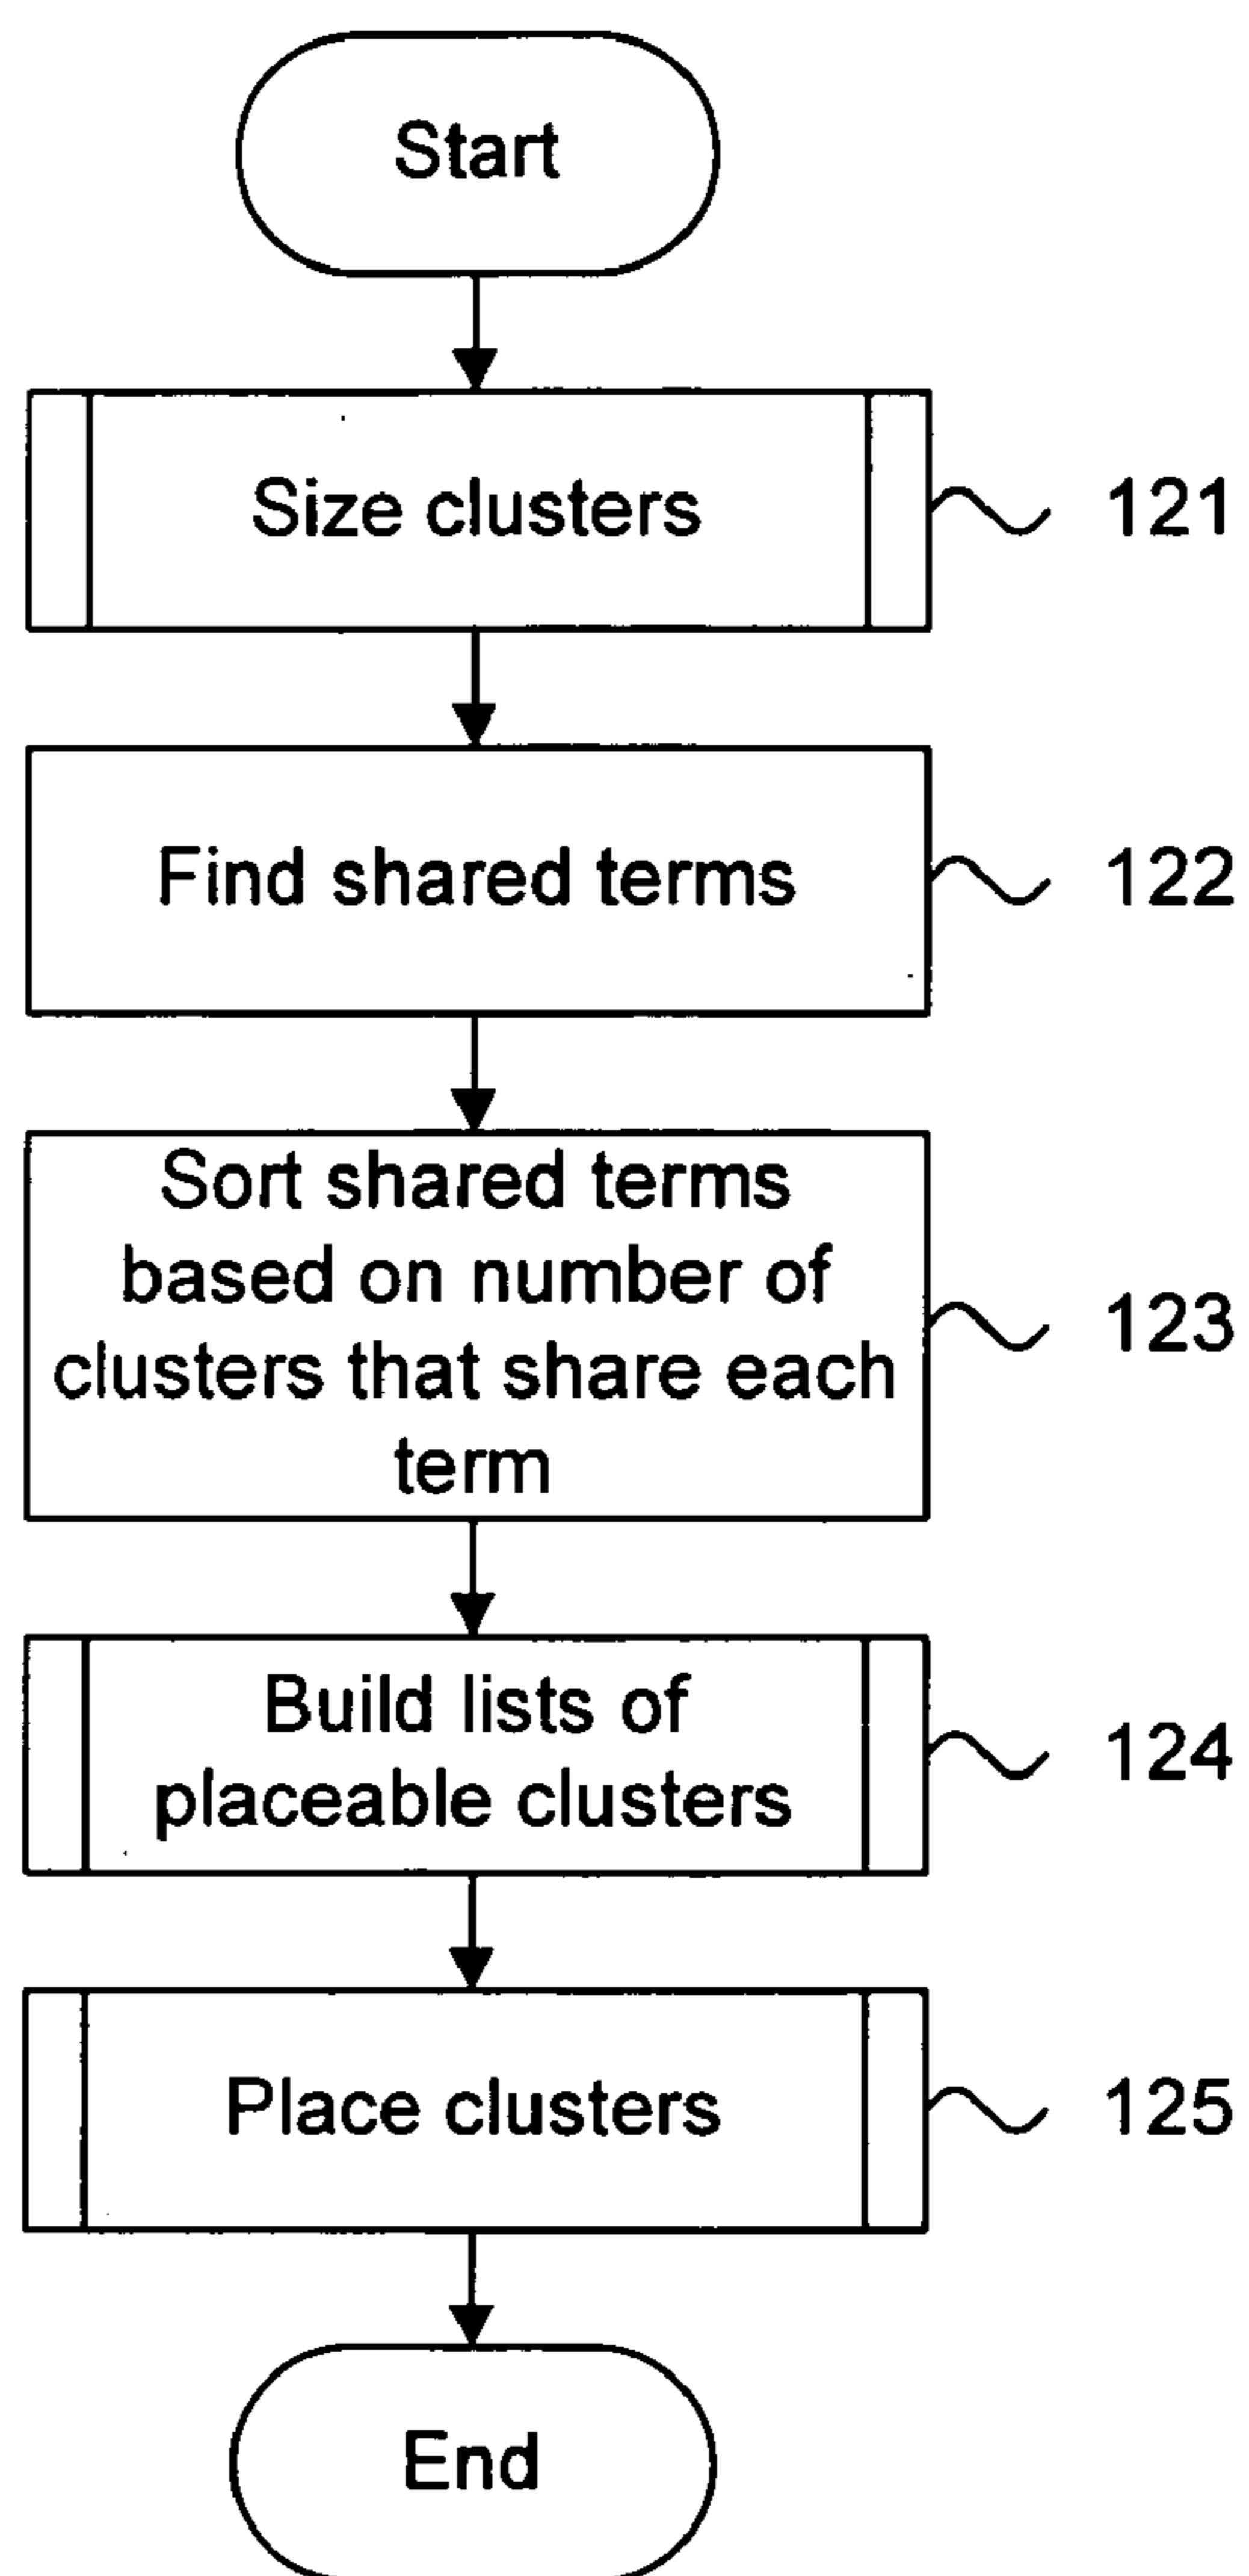 Start
Size clusters
121
Find shared terms
122
Sort shared terms
based on number of
clusters that share each
term
123
Build lists of
placeable clusters
124
Place clusters
125
End